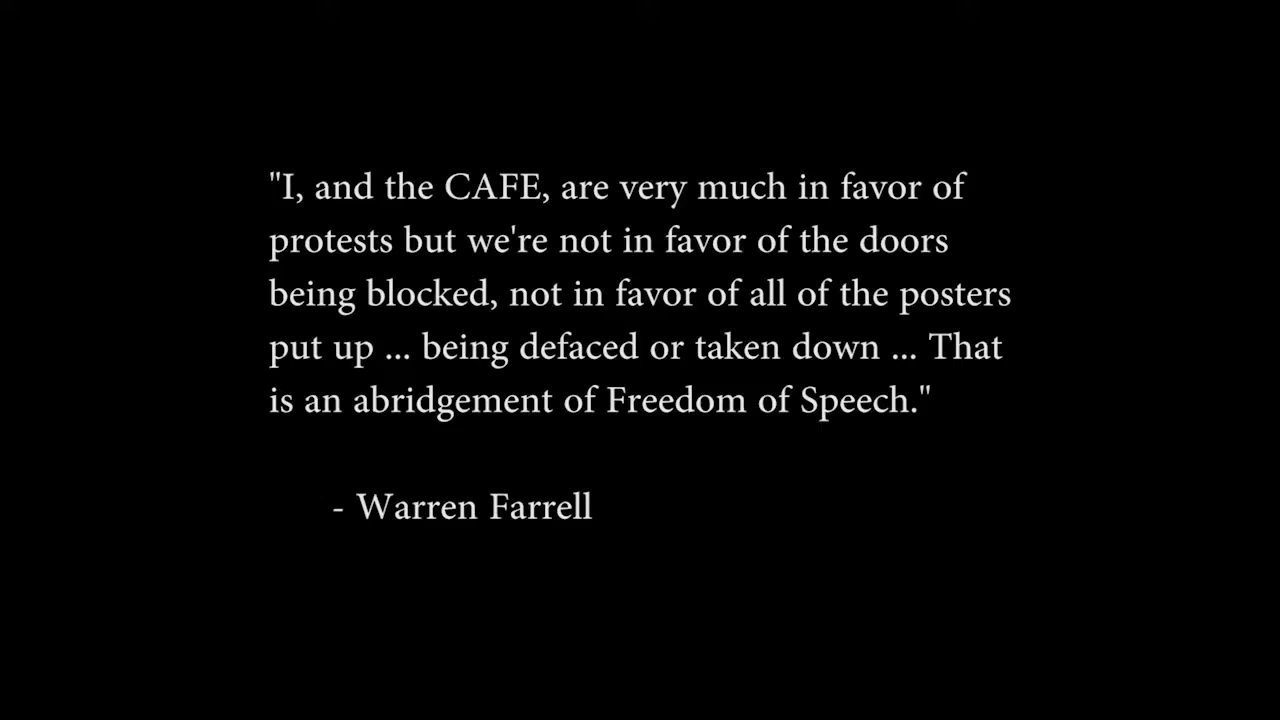 "I, and the CAFE, are very much in favor of
protests but we're not in favor of the doors
being blocked, not in favor of all of the posters
put up ... being defaced or taken down ... That
is an abridgement of Freedom of Speech."
- Warren Farrell